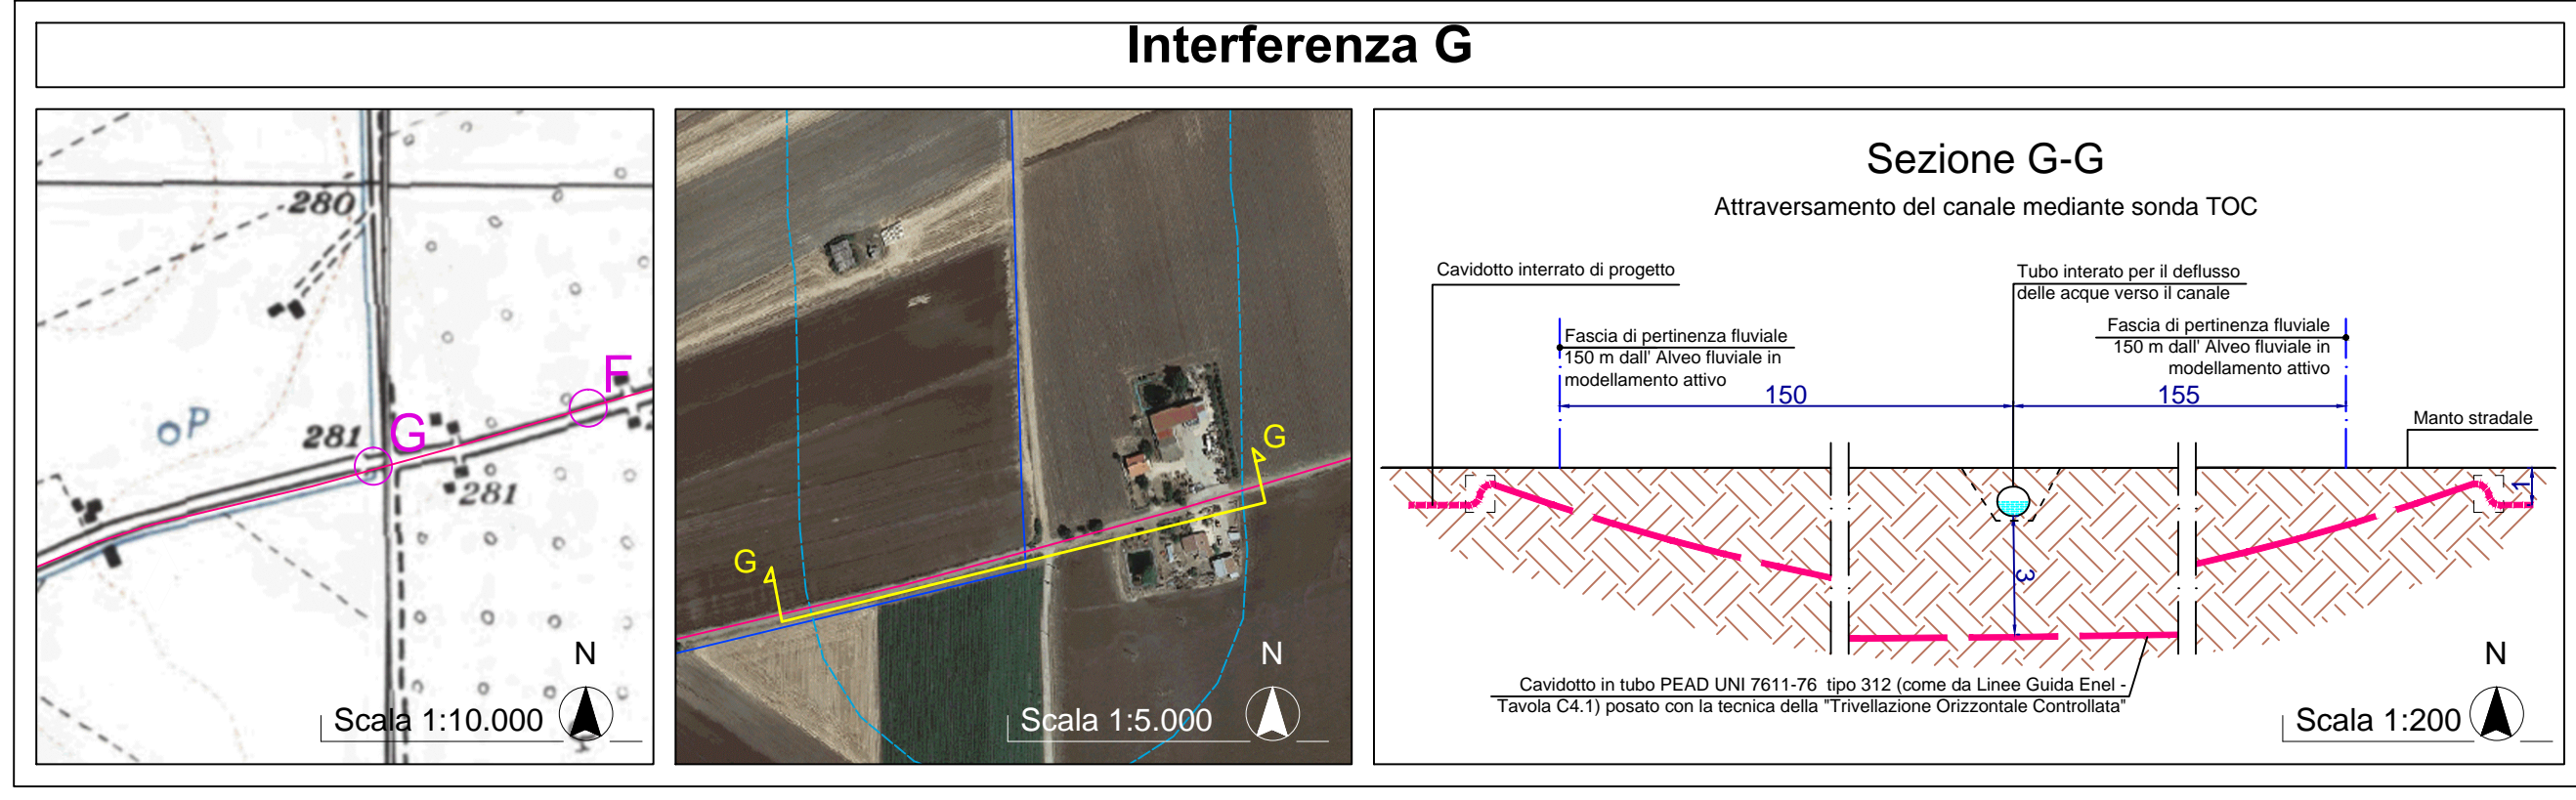 Interferenza G
280
P
281
G
F
281
N
Scala 1:10.000
G
G
N
Scala 1:5.000
Sezione G-G
Attraversamento del canale mediante sonda TOC
Cavidotto interrato di progetto
Tubo interato per il deflusso
delle acque verso il canale
Fascia di pertinenza fluviale
150 m dall' Alveo fluviale in
modellamento attivo
Fascia di pertinenza fluviale
150 m dall' Alveo fluviale in
modellamento attivo
150
155
Manto stradale
1
3
Cavidotto in tubo PEAD UNI 7611-76 tipo 312 (come da Linee Guida Enel -
Tavola C4.1) posato con la tecnica della "Trivellazione Orizzontale Controllata"
N
Scala 1:200